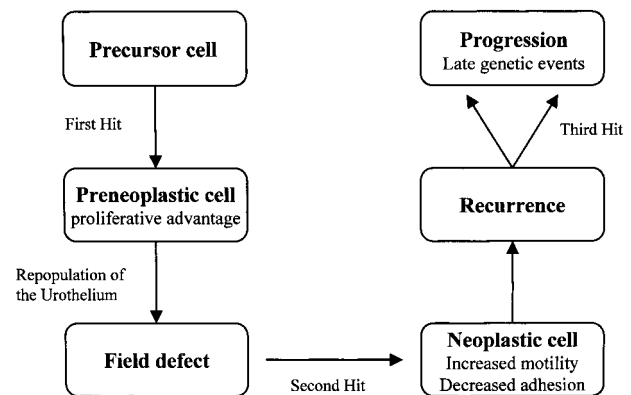 Precursor cell
First Hit
Preneoplastic cell
proliferative advantage
Repopulation of
the Urothelium
Field defect
Second Hit
Neoplastic cell
Increased motility
Decreased adhesion
Recurrence
Third Hit
Progression
Late genetic events